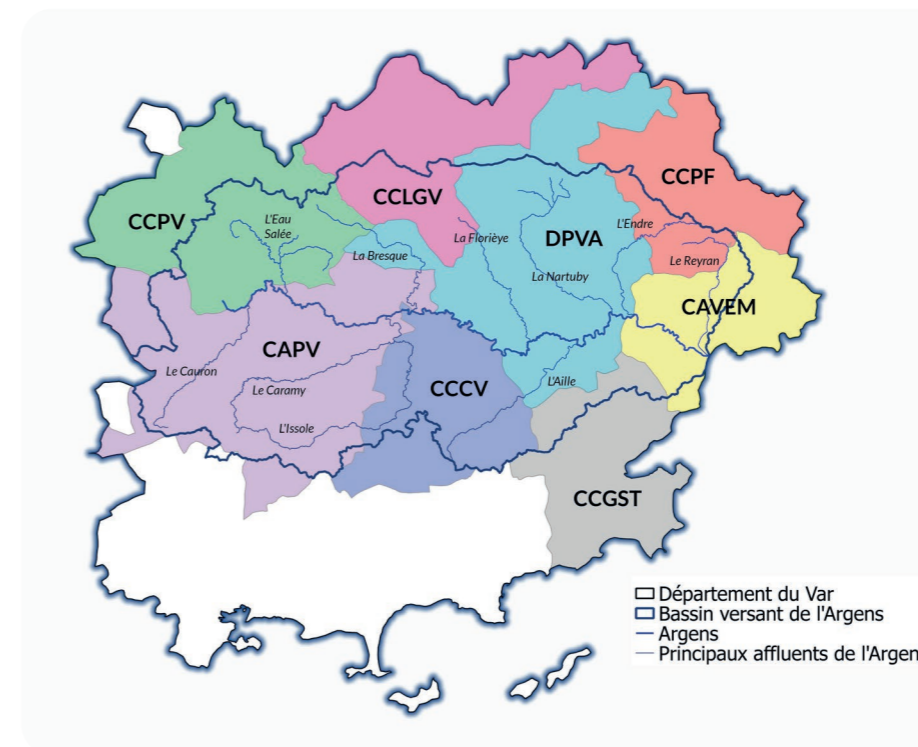 CCPF
CCLGV
CCPV
L'Eau
Salée
L'Endre
La Florièye
DPVA
La Bresque
Le Reyran
La Nartuby
CAVEM
CAPV
Le Cauron
L'Aille
Le Caramy
CCCV
L'Issole
CCGST
Département du Var
Bassin versant de l'Argens
Argens
Principaux affluents de l'Argen